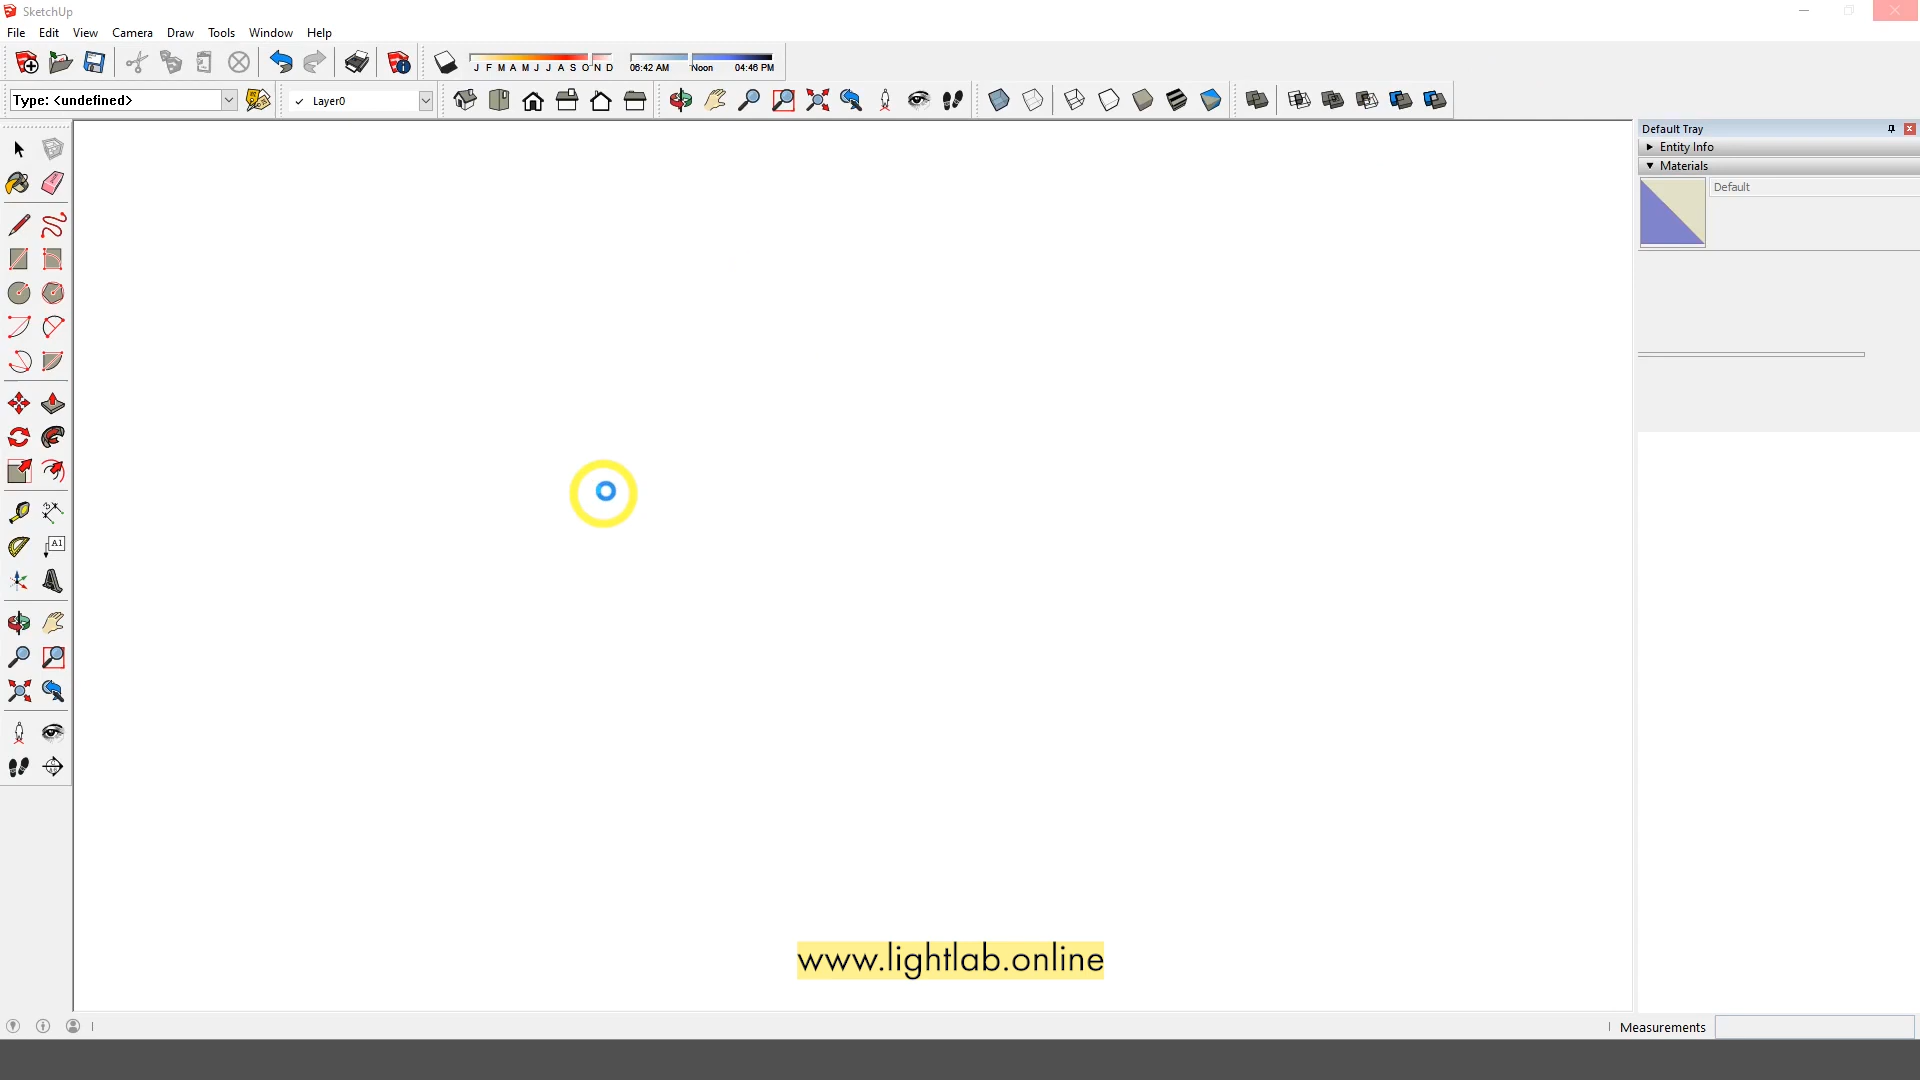 SketchUp
File Edit View Camera Draw Tools Window Help
J F M A M J J A S O N D 06:42 AM Noon 04:46 PM
Type: <undefined> Layer0
Default Tray
Entity Info
Materials
Default
A1
www.lightlab.online
Measurements